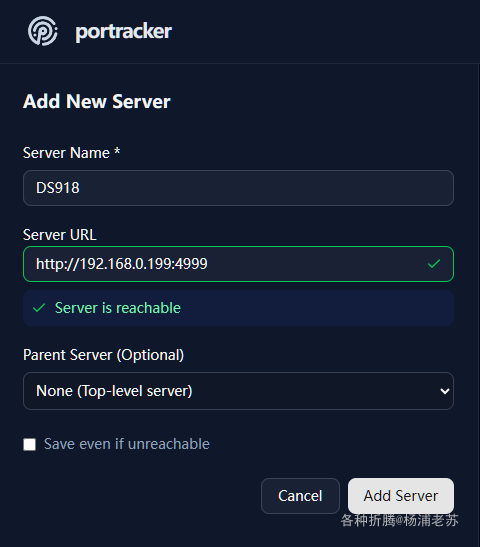 portracker
Add New Server
Server Name *
DS918
Server URL
http://192.168.0.199:4999
Server is reachable
Parent Server (Optional)
None (Top-level server)
Save even if unreachable
Cancel
Add Server
各种折腾@杨浦老苏